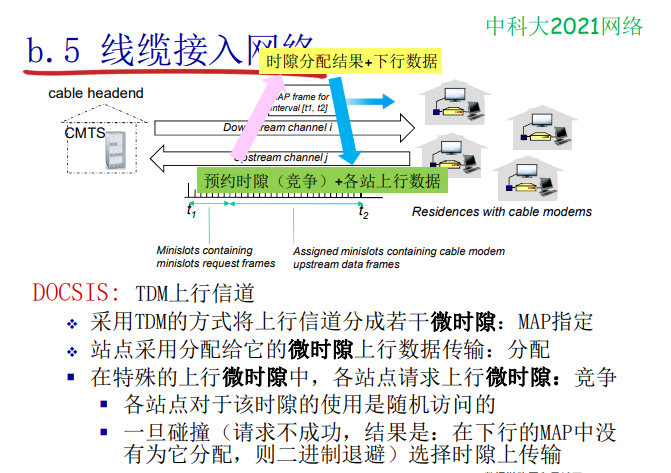 中科大2021网络
b.5 线缆接入网络
时隙分配结果+下行数据
cable headend
MAP frame for
interval [t1, t2]
CMTS
Downstream channel i
Upstream channel j
预约时隙（竞争）+各站上行数据
t1
t2
Residences with cable modems
Minislots containing
minislots request frames
Assigned minislots containing cable modem
upstream data frames
DOCSIS: TDM上行信道
❖ 采用TDM的方式将上行信道分成若干微时隙：MAP指定
❖ 站点采用分配给它的微时隙上行数据传输：分配
▪ 在特殊的上行微时隙中，各站点请求上行微时隙：竞争
▪ 各站点对于该时隙的使用是随机访问的
▪ 一旦碰撞（请求不成功，结果是：在下行的MAP中没
有为它分配，则二进制退避）选择时隙上传输